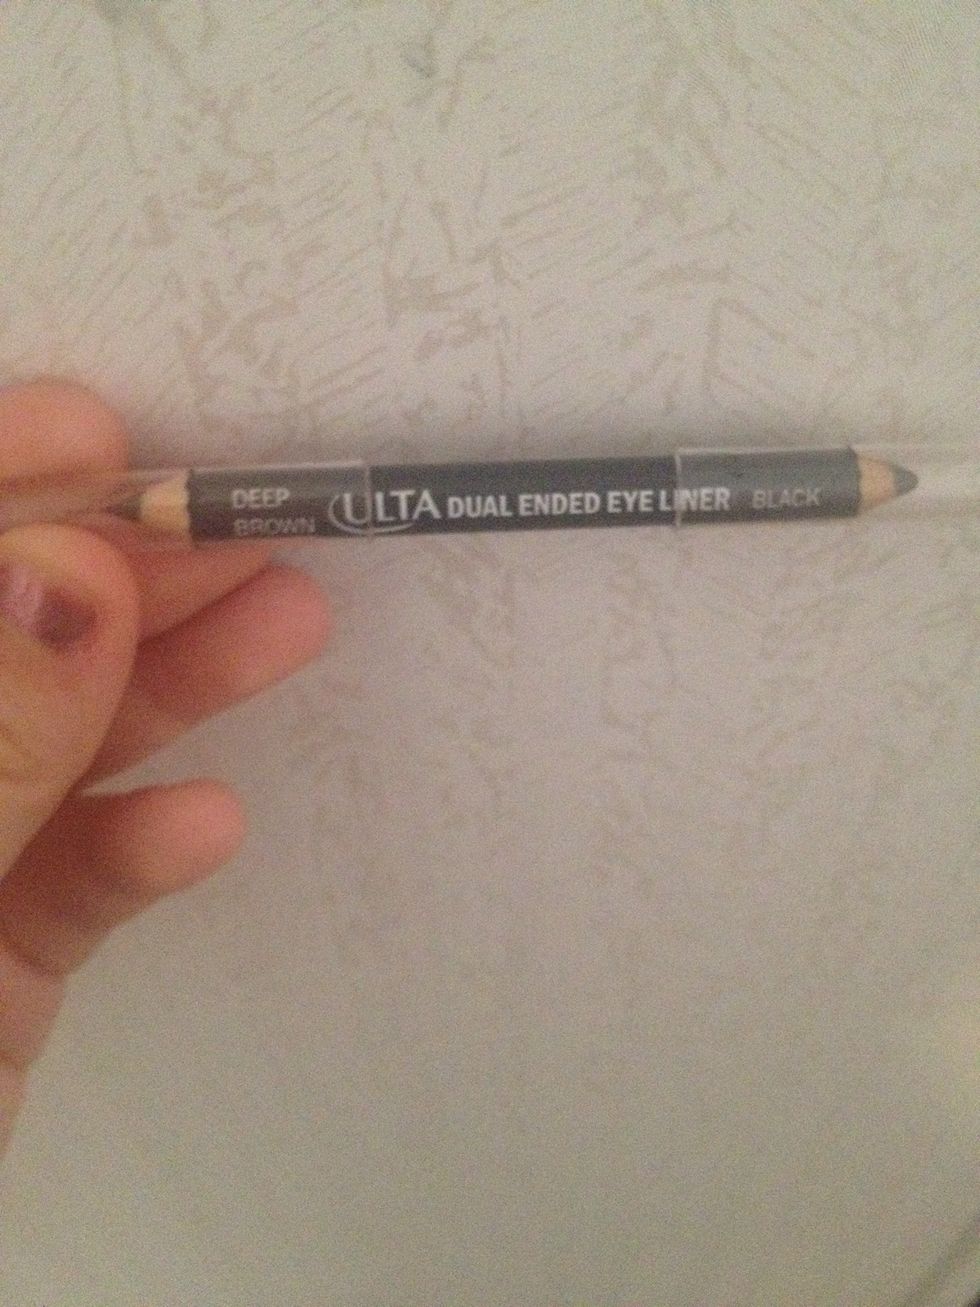 DEEP
BROWN
ULTA DUAL ENDED EYE LINER
BLACK